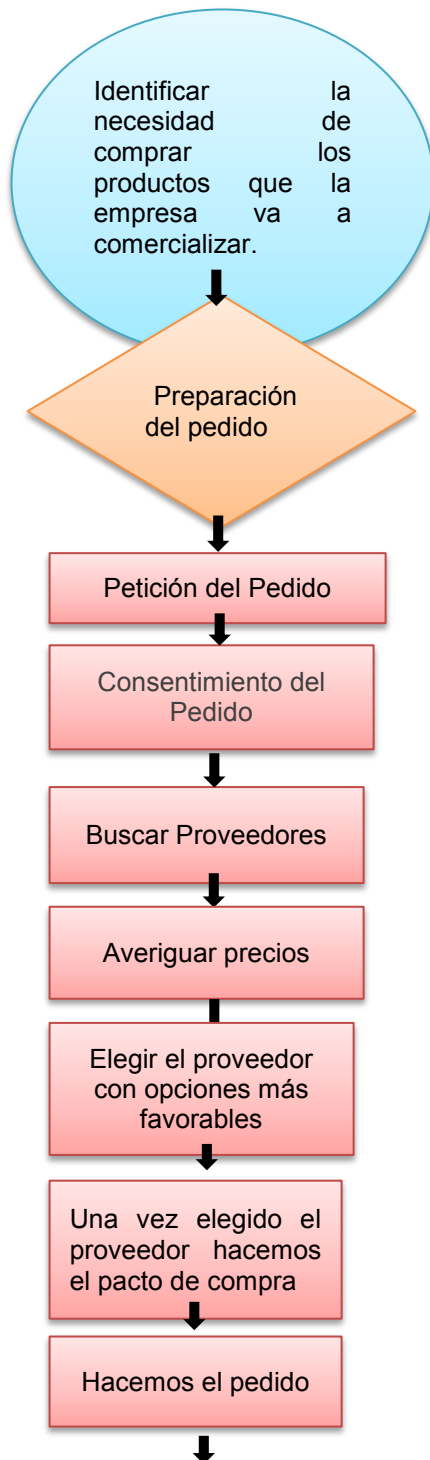 Identificar la
necesidad de
comprar los
productos que la
empresa va a
comercializar.
Preparación
del pedido
Petición del Pedido
Consentimiento del
Pedido
Buscar Proveedores
Averiguar precios
Elegir el proveedor
con opciones más
favorables
Una vez elegido el
proveedor hacemos
el pacto de compra
Hacemos el pedido